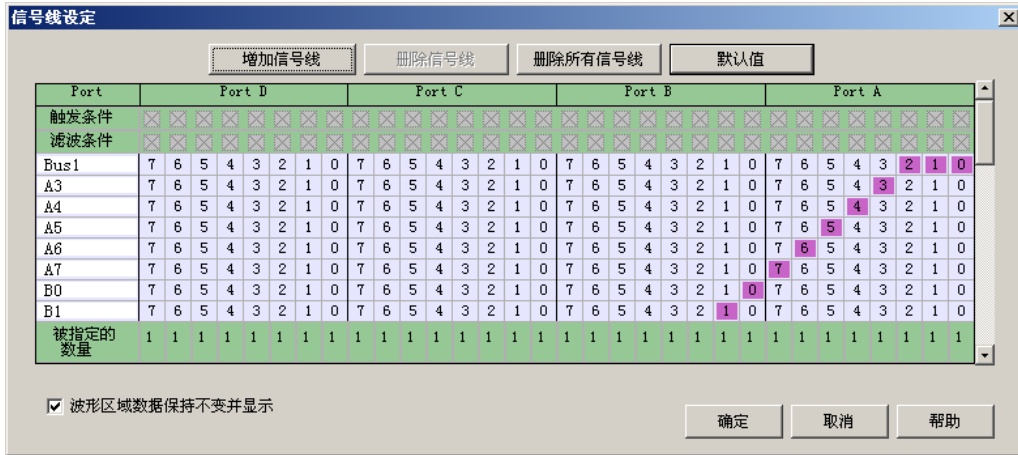 信号线设定
增加信号线 删除信号线 删除所有信号线 默认值
Port Port D Port C Port B Port A
触发条件
滤波条件
Bus1 7 6 5 4 3 2 1 0 7 6 5 4 3 2 1 0 7 6 5 4 3 2 1 0 7 6 5 4 3 2 1 0
A3 7 6 5 4 3 2 1 0 7 6 5 4 3 2 1 0 7 6 5 4 3 2 1 0 7 6 5 4 3 2 1 0
A4 7 6 5 4 3 2 1 0 7 6 5 4 3 2 1 0 7 6 5 4 3 2 1 0 7 6 5 4 3 2 1 0
A5 7 6 5 4 3 2 1 0 7 6 5 4 3 2 1 0 7 6 5 4 3 2 1 0 7 6 5 4 3 2 1 0
A6 7 6 5 4 3 2 1 0 7 6 5 4 3 2 1 0 7 6 5 4 3 2 1 0 7 6 5 4 3 2 1 0
A7 7 6 5 4 3 2 1 0 7 6 5 4 3 2 1 0 7 6 5 4 3 2 1 0 7 6 5 4 3 2 1 0
B0 7 6 5 4 3 2 1 0 7 6 5 4 3 2 1 0 7 6 5 4 3 2 1 0 7 6 5 4 3 2 1 0
B1 7 6 5 4 3 2 1 0 7 6 5 4 3 2 1 0 7 6 5 4 3 2 1 0 7 6 5 4 3 2 1 0
被指定的
数量 1 1 1 1 1 1 1 1 1 1 1 1 1 1 1 1 1 1 1 1 1 1 1 1 1 1 1 1 1 1 1 1
波形区域数据保持不变并显示
确定 取消 帮助